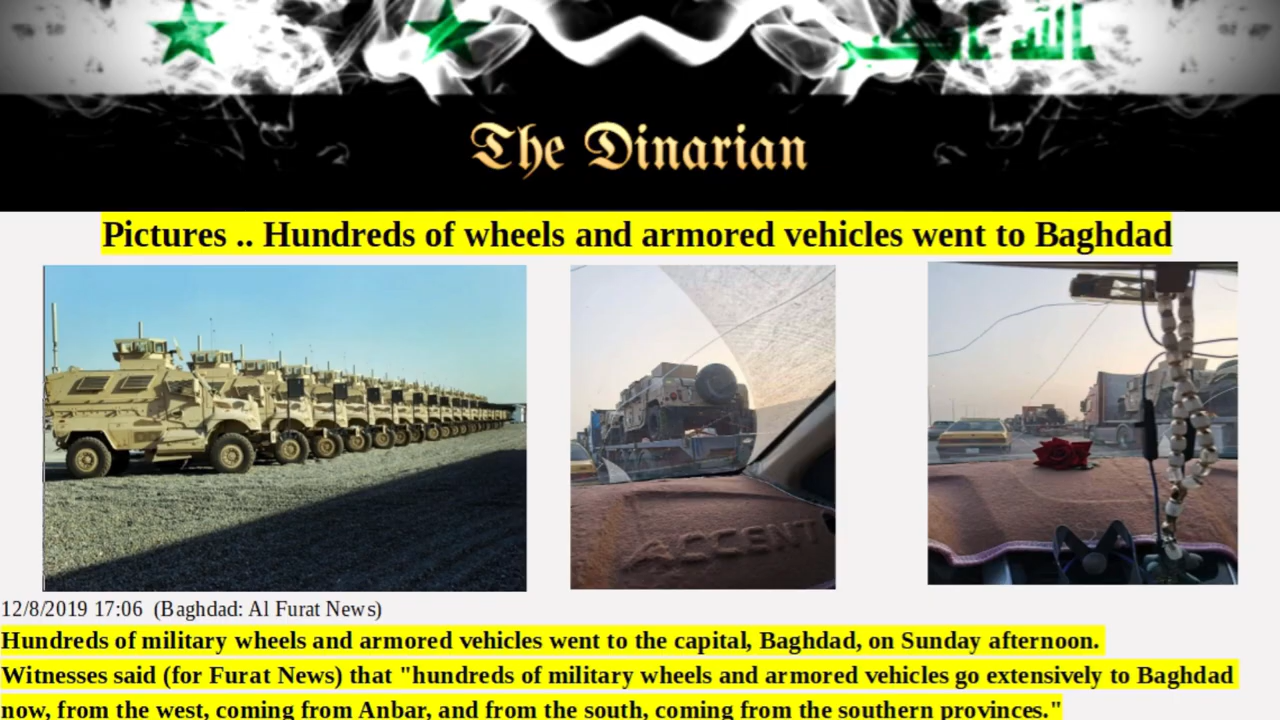 الله اكبر
The Dinarian
Pictures .. Hundreds of wheels and armored vehicles went to Baghdad
ACCENT
12/8/2019 17:06 (Baghdad: Al Furat News)
Hundreds of military wheels and armored vehicles went to the capital, Baghdad, on Sunday afternoon.
Witnesses said (for Furat News) that "hundreds of military wheels and armored vehicles go extensively to Baghdad
now, from the west, coming from Anbar, and from the south, coming from the southern provinces."